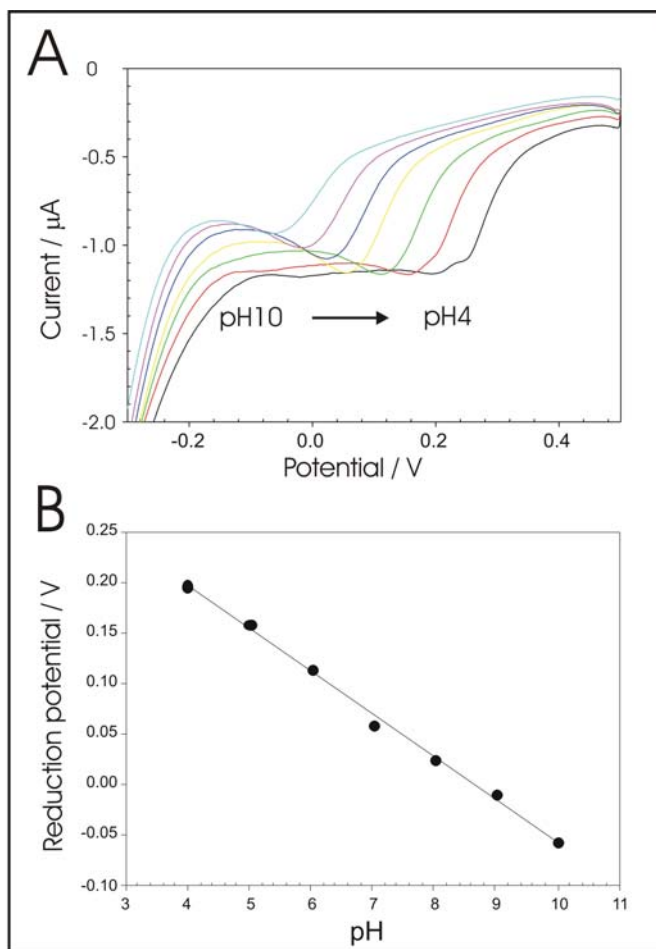 A
0
-0.5
-1.0
-1.5
-2.0
Current / μA
pH10 pH4
-0.2 0.0 0.2 0.4
Potential / V
B
0.25
0.20
0.15
0.10
0.05
0.00
-0.05
-0.10
Reduction potential / V
3 4 5 6 7 8 9 10 11
pH